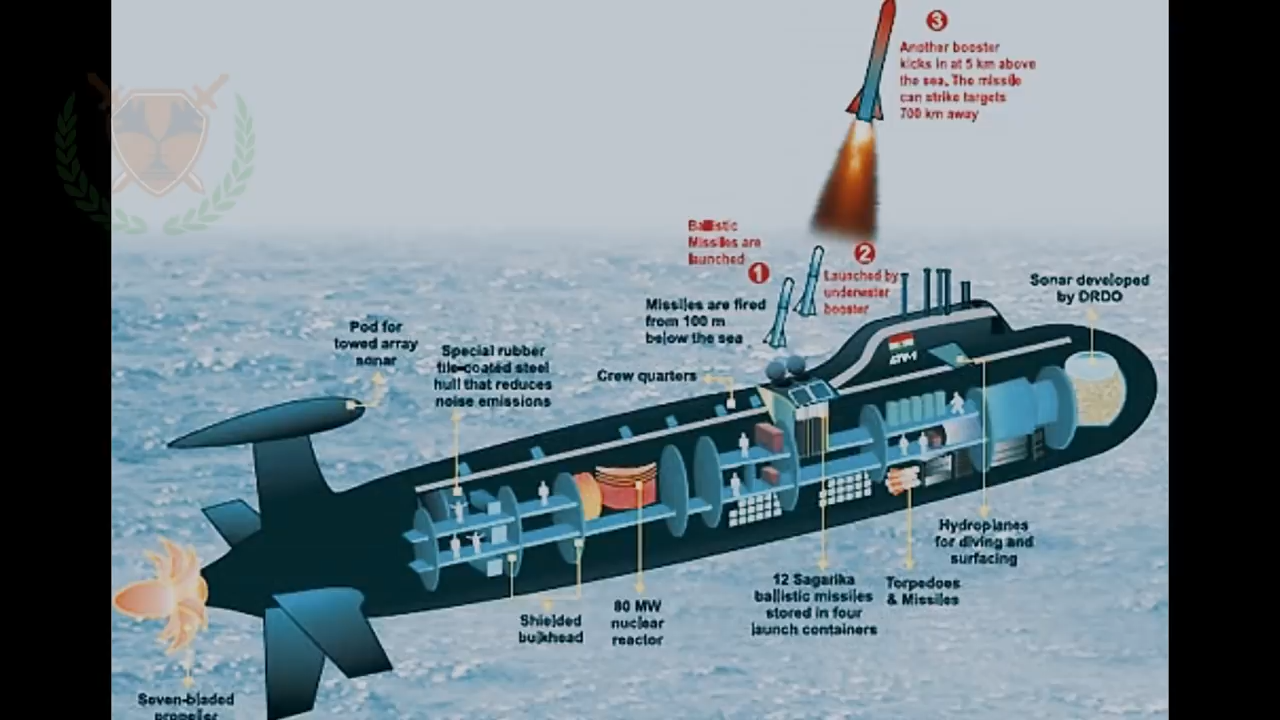 3
Another booster
kicks in at 5 km above
the sea. The missile
can strike targets
700 km away
Ballistic
Missiles are
launched
1
2
Launched by
underwater
booster
Missiles are fired
from 100 m
below the sea
Sonar developed
by DRDO
Pod for
towed array
sonar
Special rubber
tile-coated steel
hull that reduces
noise emissions
Crew quarters
Hydroplanes
for diving and
surfacing
Torpedoes
& Missiles
12 Sagarika
ballistic missiles
stored in four
launch containers
80 MW
nuclear
reactor
Shielded
bulkhead
Seven-bladed
propeller